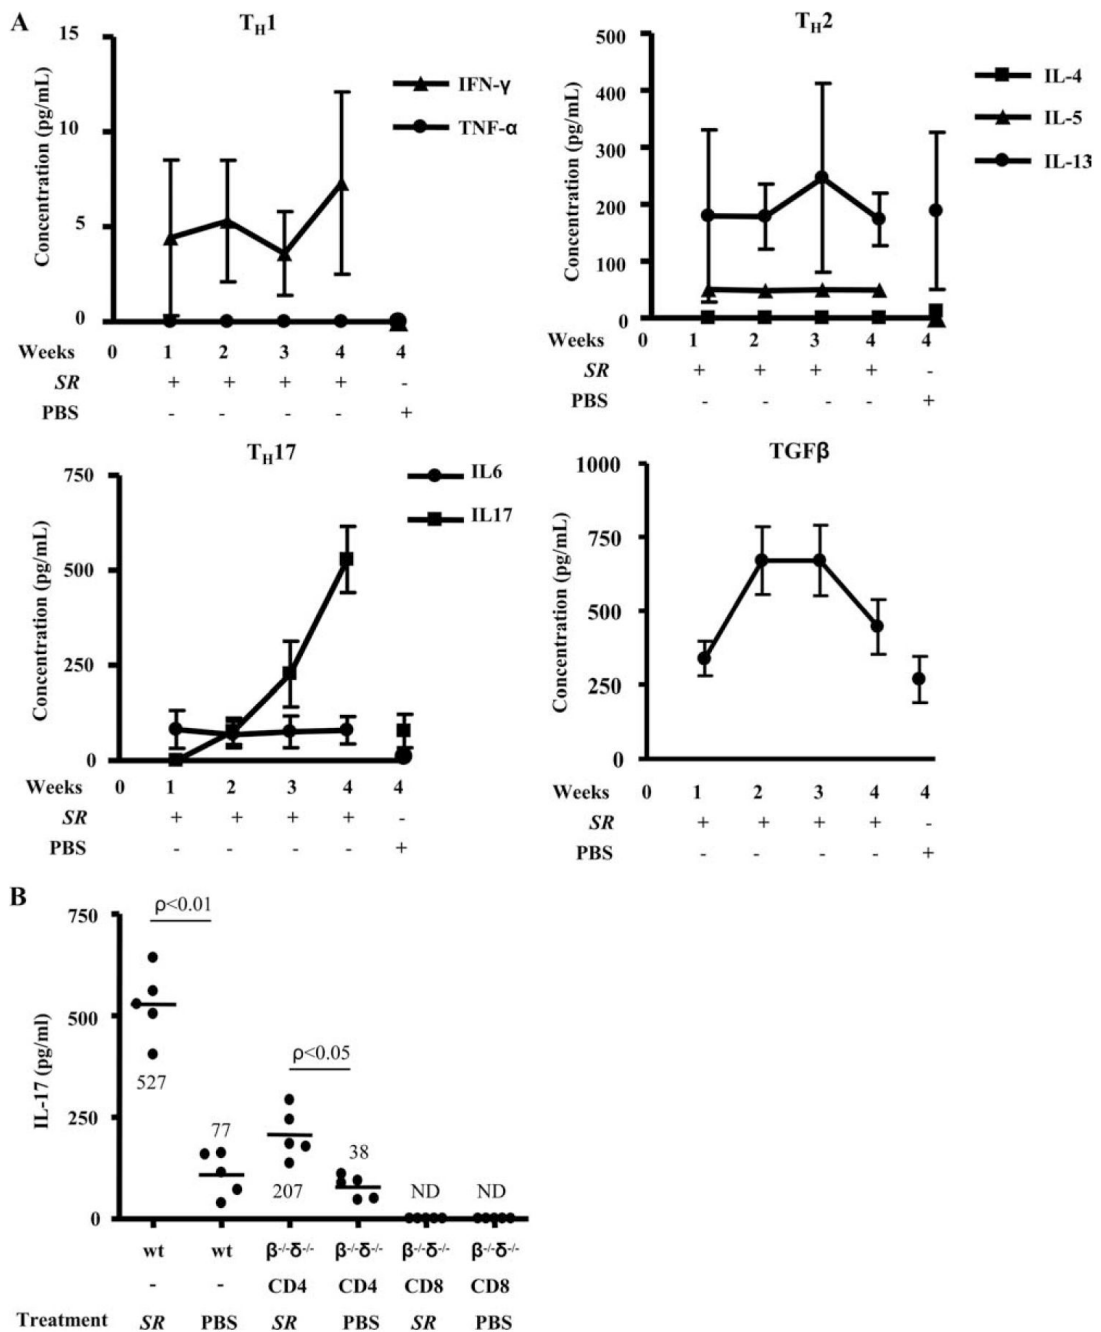 A
T_H1
15
10
5
0
Concentration (pg/mL)
IFN-γ
TNF-α
Weeks 0 1 2 3 4 4
SR + + + + -
PBS - - - - +
T_H2
500
400
300
200
100
0
Concentration (pg/mL)
IL-4
IL-5
IL-13
Weeks 0 1 2 3 4 4
SR + + + + -
PBS - - - - +
T_H17
750
500
250
0
Concentration (pg/mL)
IL6
IL17
Weeks 0 1 2 3 4 4
SR + + + + -
PBS - - - - +
TGFβ
1000
750
500
250
0
Concentration (pg/mL)
Weeks 0 1 2 3 4 4
SR + + + + -
PBS - - - - +
B
ρ<0.01
ρ<0.05
750
500
250
0
IL-17 (pg/ml)
527
77
207
38
ND
ND
wt wt β-/-δ-/- β-/-δ-/- β-/-δ-/- β-/-δ-/-
- - CD4 CD4 CD8 CD8
Treatment SR PBS SR PBS SR PBS